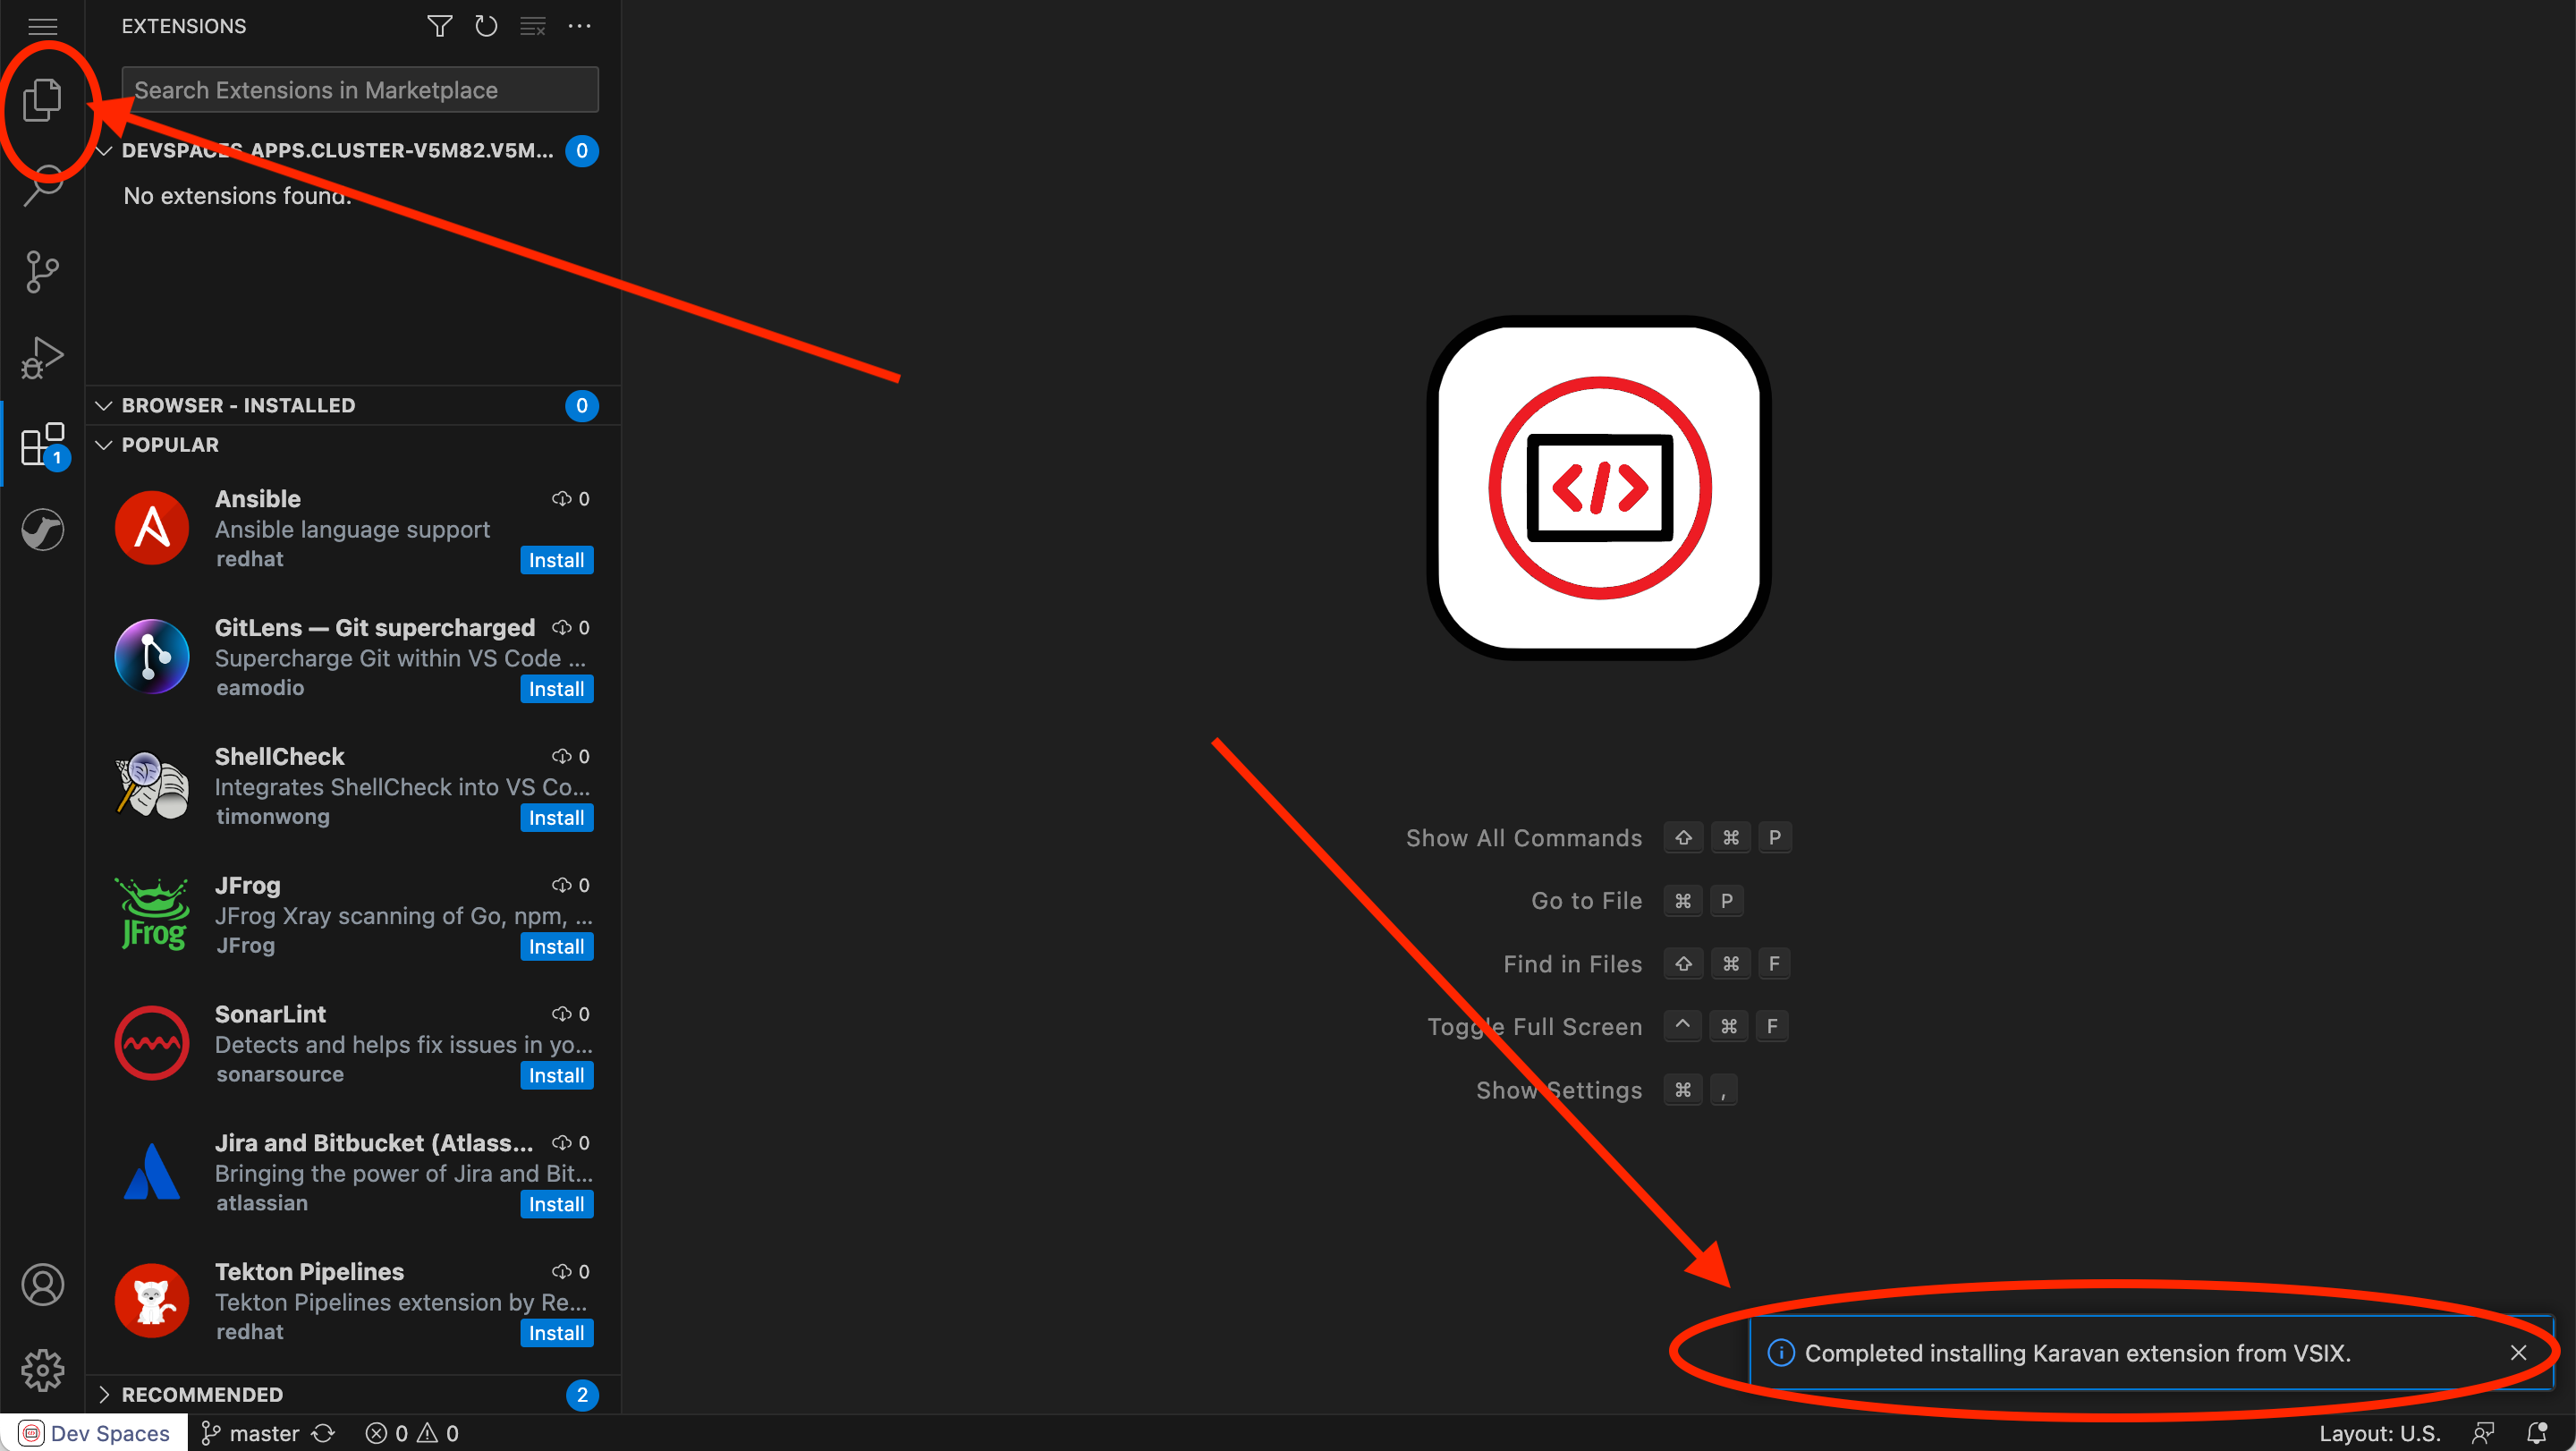 EXTENSIONS
Search Extensions in Marketplace
DEVSPACES.APPS.CLUSTER-V5M82.V5M... 0
No extensions found.
BROWSER - INSTALLED 0
POPULAR
1
Ansible 0
Ansible language support
redhat Install
GitLens — Git supercharged 0
Supercharge Git within VS Code ...
eamodio Install
ShellCheck 0
Integrates ShellCheck into VS Co...
timonwong Install
JFrog
JFrog 0
JFrog Xray scanning of Go, npm, ...
JFrog Install
SonarLint 0
Detects and helps fix issues in yo...
sonarsource Install
Jira and Bitbucket (Atlass... 0
Bringing the power of Jira and Bit...
atlassian Install
Tekton Pipelines 0
Tekton Pipelines extension by Re...
redhat Install
RECOMMENDED 2
</>
Show All Commands ⇧ ⌘ P
Go to File ⌘ P
Find in Files ⇧ ⌘ F
Toggle Full Screen ^ ⌘ F
Show Settings ⌘ ,
Completed installing Karavan extension from VSIX.
Dev Spaces master 0 0 Layout: U.S.